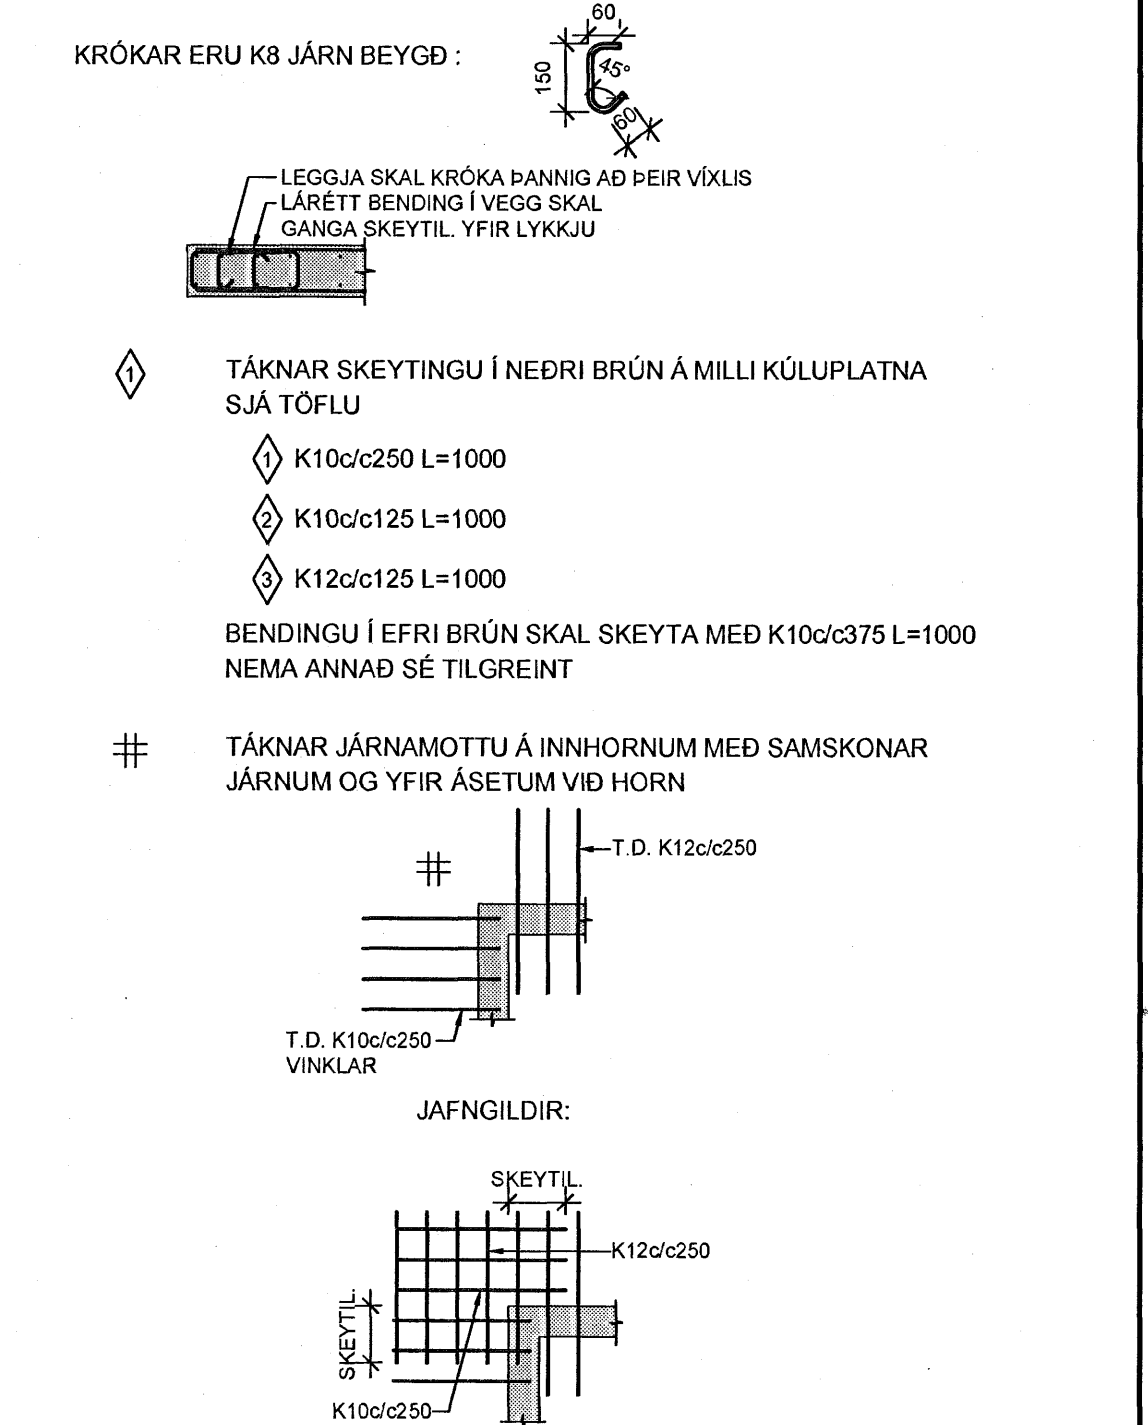 60
KRÓKAR ERU K8 JÁRN BEYGÐ :
150
45°
60
LEGGJA SKAL KRÓKA ÞANNIG AÐ ÞEIR VÍXLIS
LÁRÉTT BENDING Í VEGG SKAL
GANGA SKEYTIL. YFIR LYKKJU
1 TÁKNAR SKEYTINGU Í NEÐRI BRÚN Á MILLI KÚLUPLATNA
SJÁ TÖFLU
1 K10c/c250 L=1000
2 K10c/c125 L=1000
3 K12c/c125 L=1000
BENDINGU Í EFRI BRÚN SKAL SKEYTA MEÐ K10c/c375 L=1000
NEMA ANNAÐ SÉ TILGREINT
TÁKNAR JÁRNAMOTTU Á INNHORNUM MEÐ SAMSKONAR
JÁRNUM OG YFIR ÁSETUM VIÐ HORN
T.D. K12c/c250
T.D. K10c/c250
VINKLAR
JAFNGILDIR:
SKEYTIL.
K12c/c250
SKEYTIL.
K10c/c250